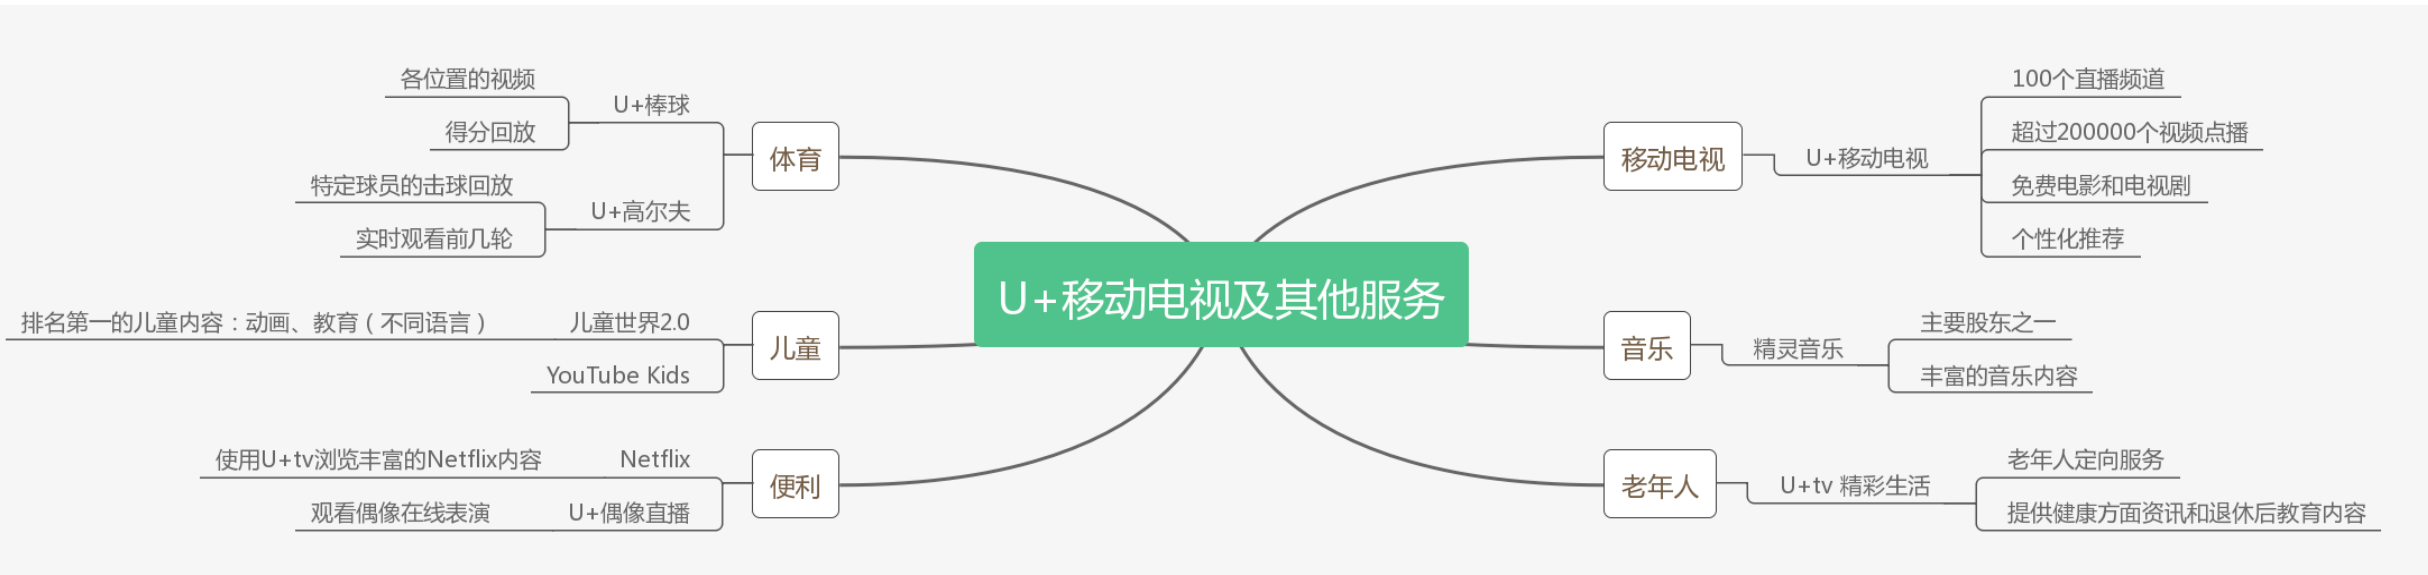 U+移动电视及其他服务
体育
U+棒球
各位置的视频
得分回放
U+高尔夫
特定球员的击球回放
实时观看前几轮
儿童
儿童世界2.0
排名第一的儿童内容：动画、教育（不同语言）
YouTube Kids
便利
Netflix
使用U+tv浏览丰富的Netflix内容
U+偶像直播
观看偶像在线表演
移动电视
U+移动电视
100个直播频道
超过200000个视频点播
免费电影和电视剧
个性化推荐
音乐
精灵音乐
主要股东之一
丰富的音乐内容
老年人
U+tv 精彩生活
老年人定向服务
提供健康方面资讯和退休后教育内容